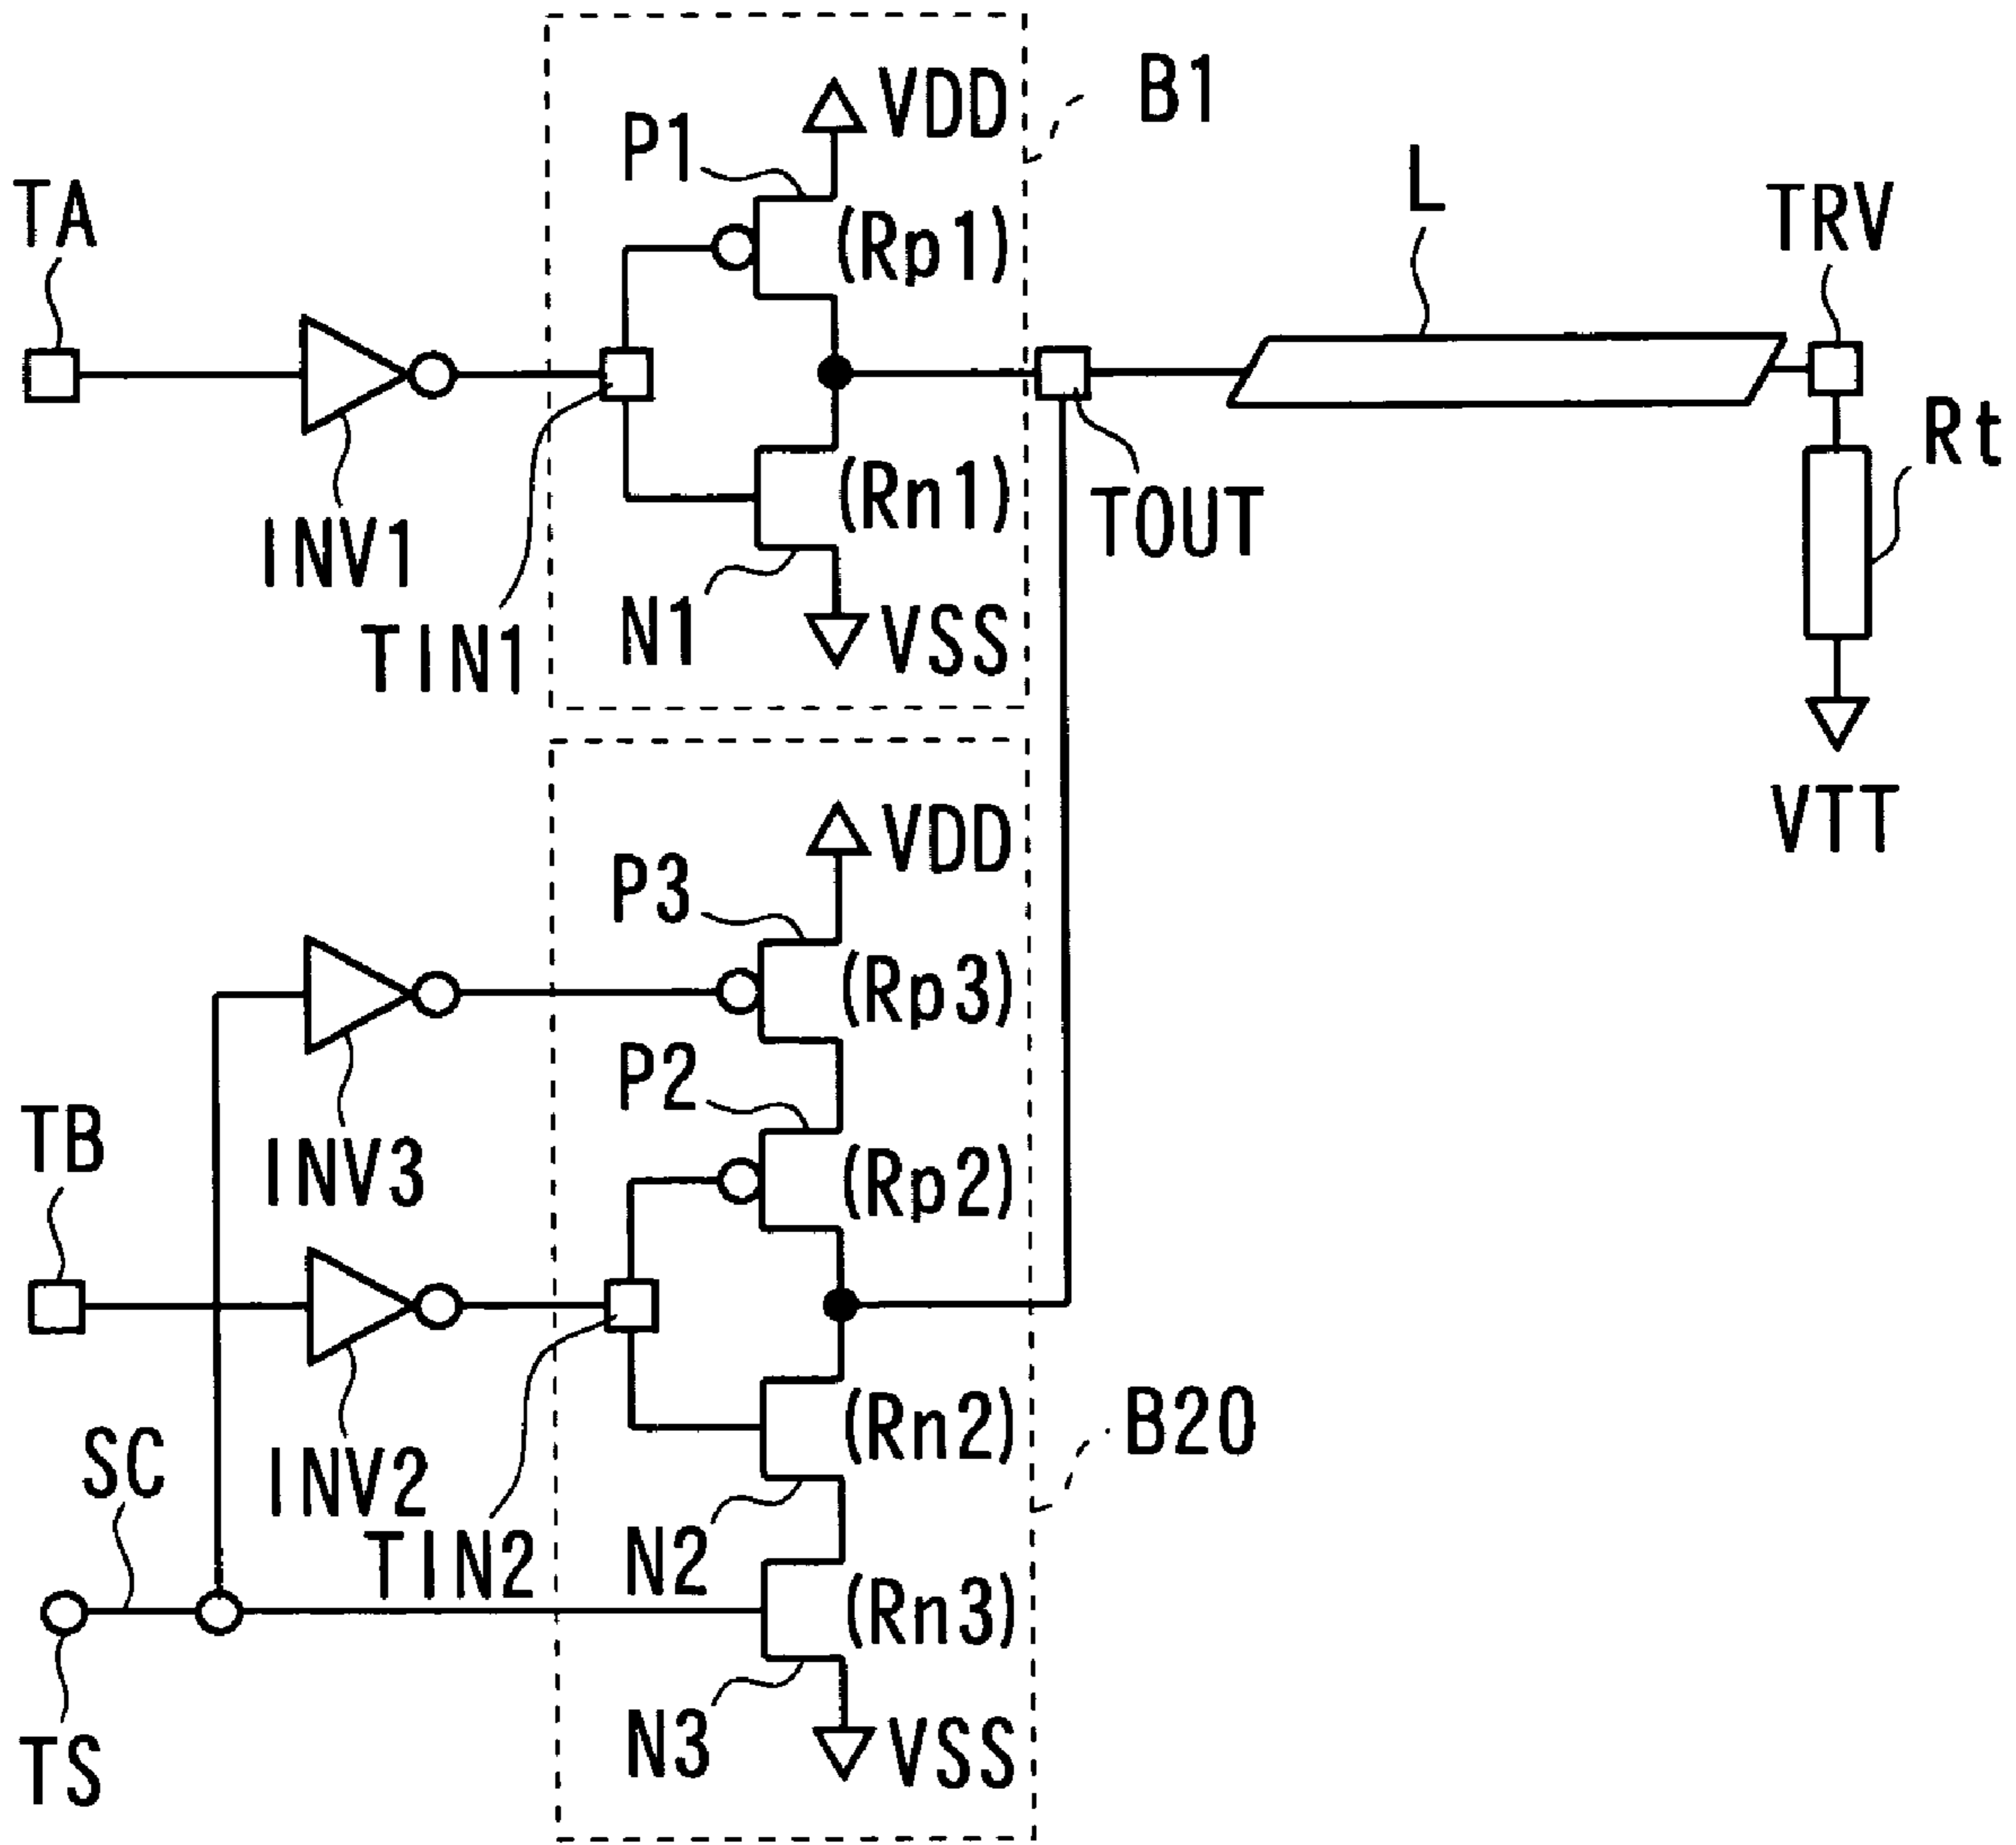 VDD
B1
P1
L
TA
TRV
(Rp1)
Rt
(Rn1)
TOUT
INV1
N1
VSS
TIN1
VTT
VDD
P3
(Rp3)
P2
TB
INV3
(Rp2)
B20
(Rn2)
SC
INV2
TIN2
N2
(Rn3)
N3
VSS
TS